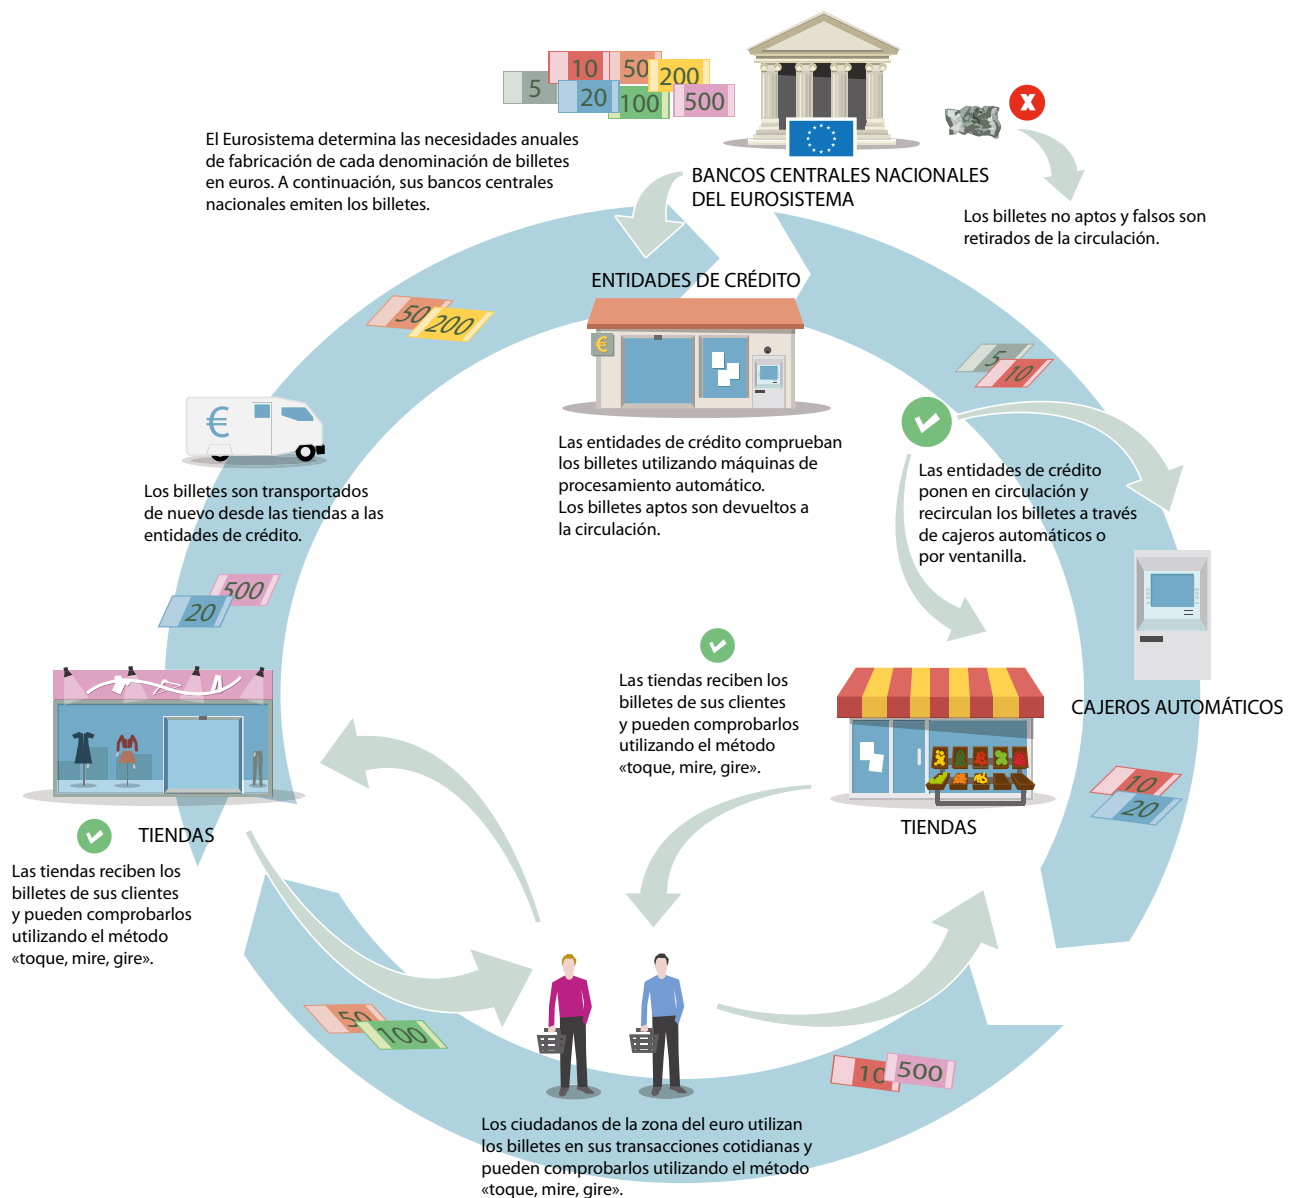 5
10
50
200
20
100
500
X
El Eurosistema determina las necesidades anuales
de fabricación de cada denominación de billetes
en euros. A continuación, sus bancos centrales
nacionales emiten los billetes.
BANCOS CENTRALES NACIONALES
DEL EUROSISTEMA
Los billetes no aptos y falsos son
retirados de la circulación.
ENTIDADES DE CRÉDITO
€
50
200
5
10
€
Los billetes son transportados
de nuevo desde las tiendas a las
entidades de crédito.
Las entidades de crédito comprueban
los billetes utilizando máquinas de
procesamiento automático.
Los billetes aptos son devueltos a
la circulación.
Las entidades de crédito
ponen en circulación y
recirculan los billetes a través
de cajeros automáticos o
por ventanilla.
500
20
Las tiendas reciben los
billetes de sus clientes
y pueden comprobarlos
utilizando el método
«toque, mire, gire».
CAJEROS AUTOMÁTICOS
10
20
TIENDAS
TIENDAS
Las tiendas reciben los
billetes de sus clientes
y pueden comprobarlos
utilizando el método
«toque, mire, gire».
50
100
10
500
Los ciudadanos de la zona del euro utilizan
los billetes en sus transacciones cotidianas y
pueden comprobarlos utilizando el método
«toque, mire, gire».